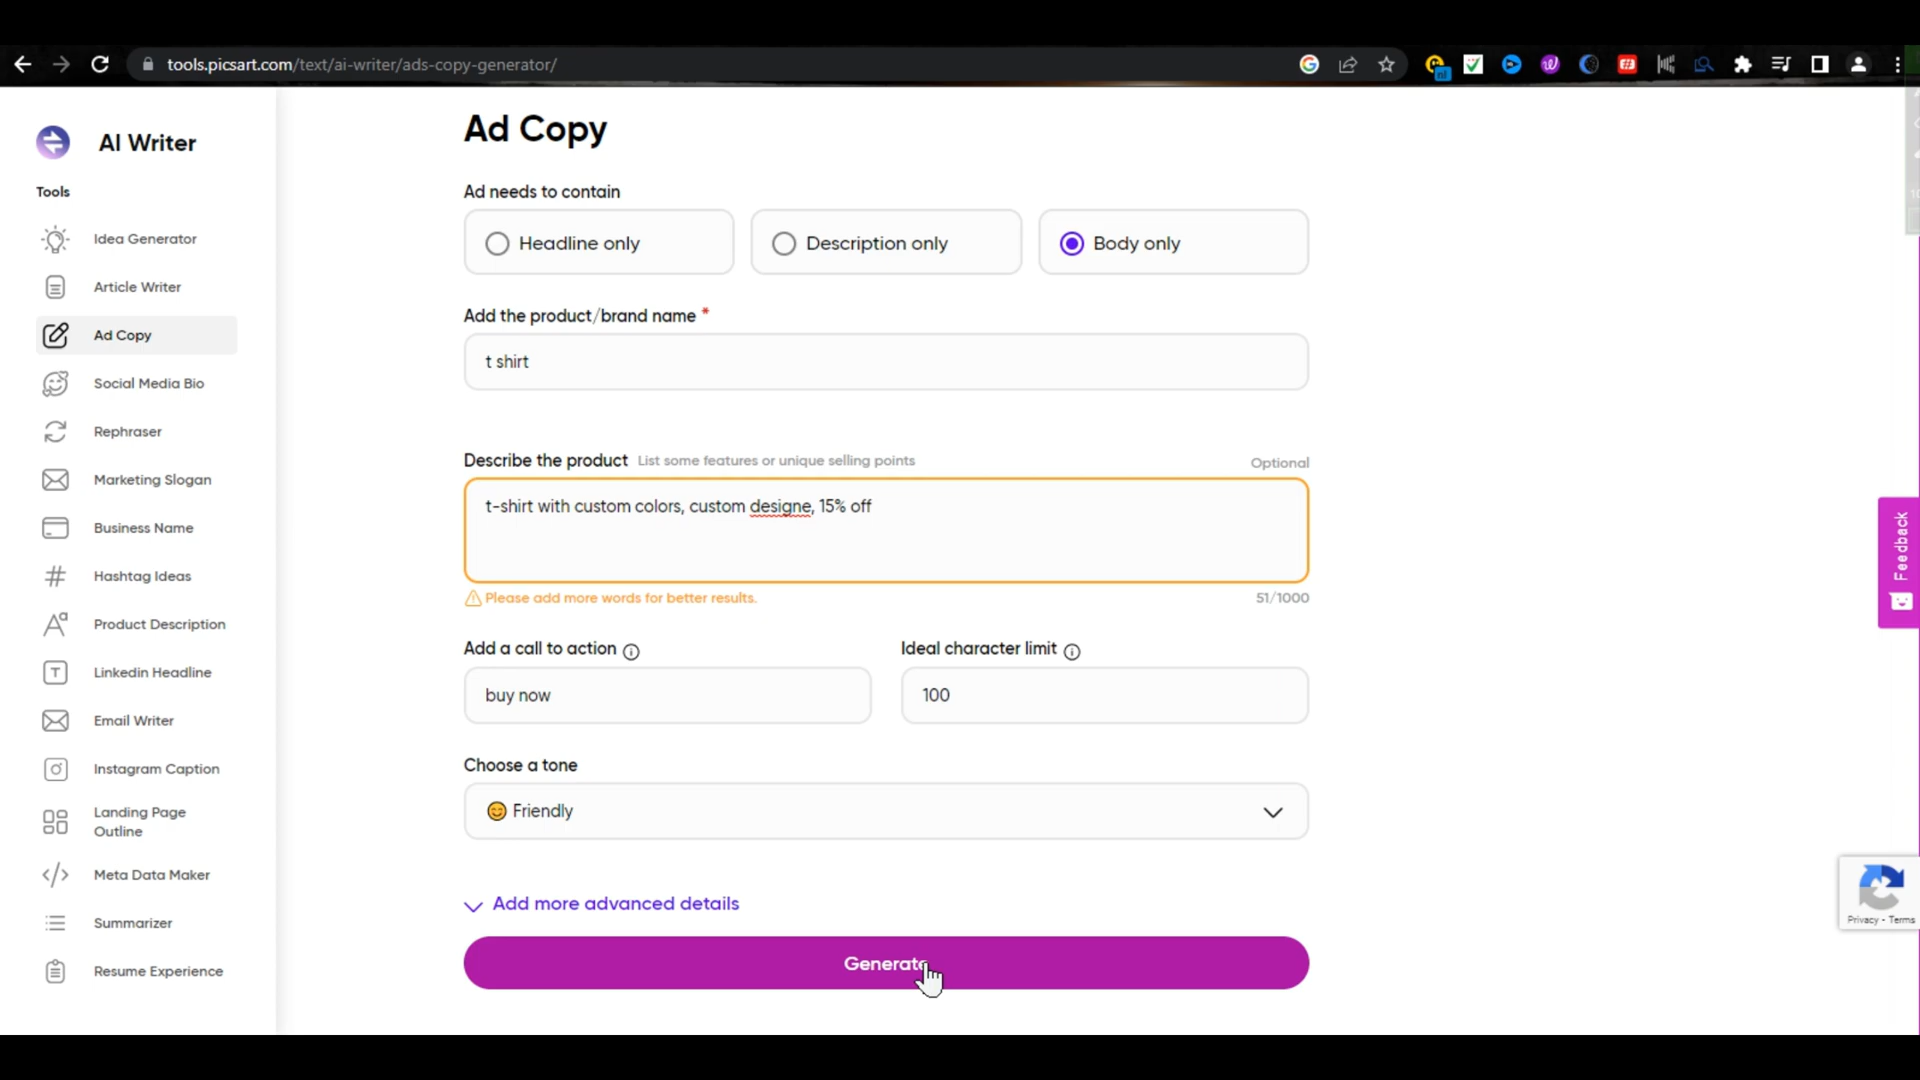 tools.picsart.com/text/ai-writer/ads-copy-generator/
AI Writer
Tools
Idea Generator
Article Writer
Ad Copy
Social Media Bio
Rephraser
Marketing Slogan
Business Name
Hashtag Ideas
Product Description
Linkedin Headline
Email Writer
Instagram Caption
Landing Page
Outline
Meta Data Maker
Summarizer
Resume Experience
Ad Copy
Ad needs to contain
Headline only
Description only
Body only
Add the product/brand name *
t shirt
Describe the product List some features or unique selling points Optional
t-shirt with custom colors, custom designe, 15% off
Please add more words for better results. 51/1000
Add a call to action
Ideal character limit
buy now
100
Choose a tone
Friendly
Add more advanced details
Generate
Feedback
Privacy - Terms